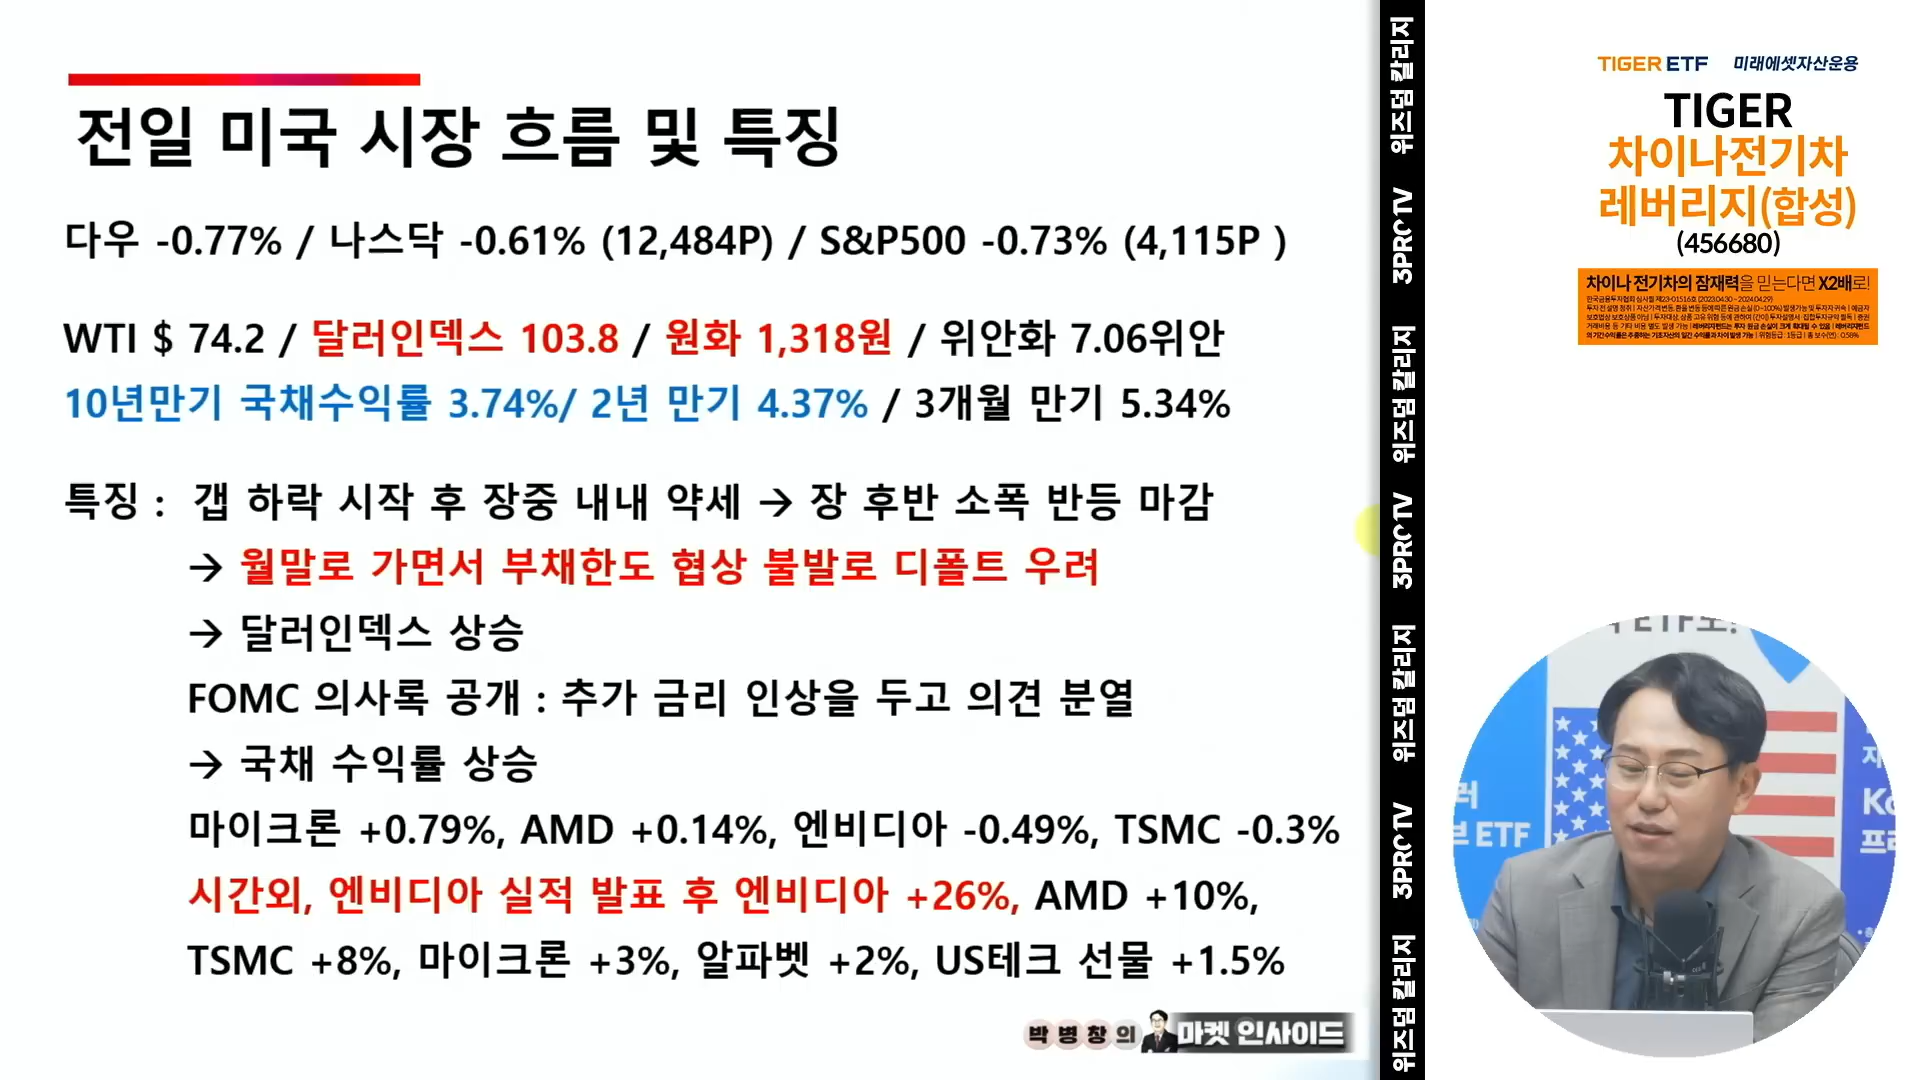 전일 미국 시장 흐름 및 특징
다우 -0.77% / 나스닥 -0.61% (12,484P) / S&P500 -0.73% (4,115P )
WTI $ 74.2 / 달러인덱스 103.8 / 원화 1,318원 / 위안화 7.06위안
10년만기 국채수익률 3.74%/ 2년 만기 4.37% / 3개월 만기 5.34%
특징 : 갭 하락 시작 후 장중 내내 약세 → 장 후반 소폭 반등 마감
→ 월말로 가면서 부채한도 협상 불발로 디폴트 우려
→ 달러인덱스 상승
FOMC 의사록 공개 : 추가 금리 인상을 두고 의견 분열
→ 국채 수익률 상승
마이크론 +0.79%, AMD +0.14%, 엔비디아 -0.49%, TSMC -0.3%
시간외, 엔비디아 실적 발표 후 엔비디아 +26%, AMD +10%,
TSMC +8%, 마이크론 +3%, 알파벳 +2%, US테크 선물 +1.5%
박병창의 마켓 인사이드
위즈덤 칼리지
3PROTV
위즈덤 칼리지
3PROTV
위즈덤 칼리지
3PROTV
위즈덤 칼리지
TIGER ETF 미래에셋자산운용
TIGER
차이나전기차
레버리지(합성)
(456680)
차이나 전기차의 잠재력을 믿는다면 X2배로!
ETF로!
ETF